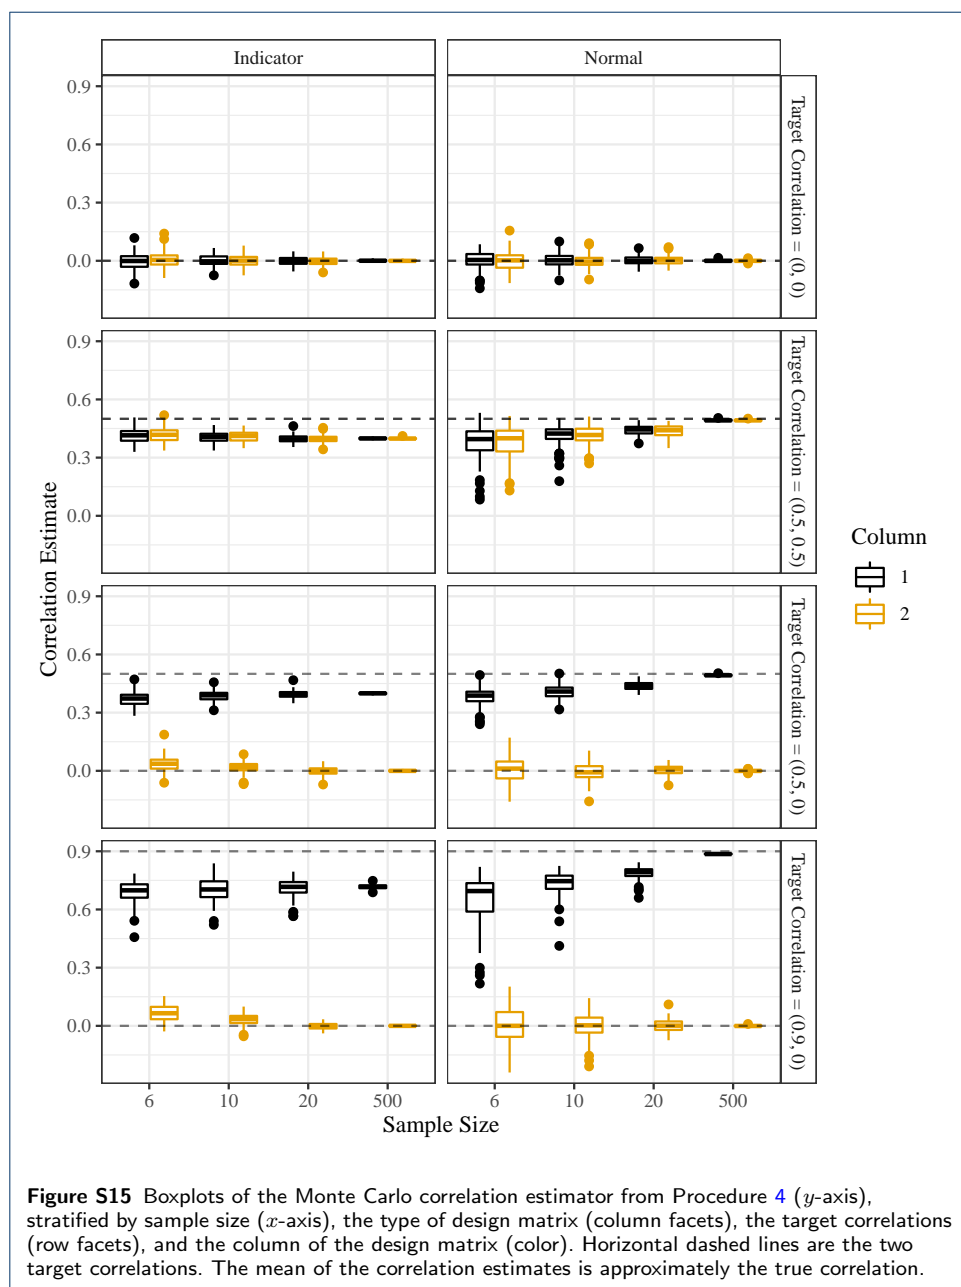 Indicator
Normal
0.9
0.6
0.3
0.0
Target Correlation = (0, 0)
0.9
0.6
0.3
0.0
Target Correlation = (0.5, 0.5)
0.9
0.6
0.3
0.0
Target Correlation = (0.5, 0)
0.9
0.6
0.3
0.0
Target Correlation = (0.9, 0)
Correlation Estimate
6
10
20
500
6
10
20
500
Sample Size
Column
1
2
Figure S15 Boxplots of the Monte Carlo correlation estimator from Procedure 4 (y-axis),
stratified by sample size (x-axis), the type of design matrix (column facets), the target correlations
(row facets), and the column of the design matrix (color). Horizontal dashed lines are the two
target correlations. The mean of the correlation estimates is approximately the true correlation.